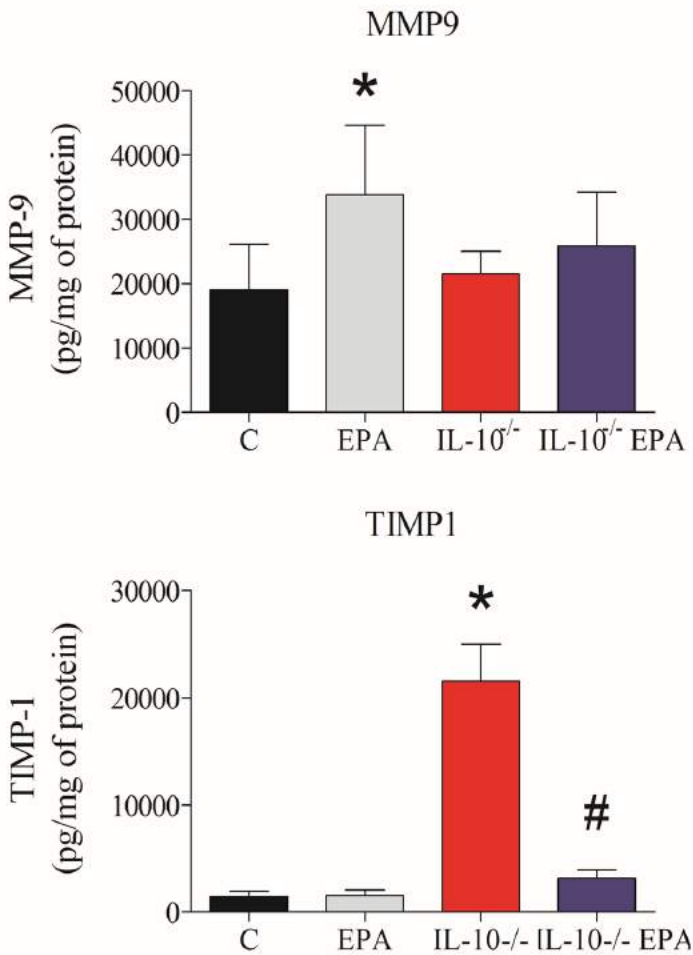 MMP9
MMP-9
(pg/mg of protein)
50000
*
40000
30000
20000
10000
0
C EPA IL-10-/- IL-10-/- EPA
TIMP1
TIMP-1
(pg/mg of protein)
30000
*
20000
10000
#
0
C EPA IL-10-/- IL-10-/- EPA